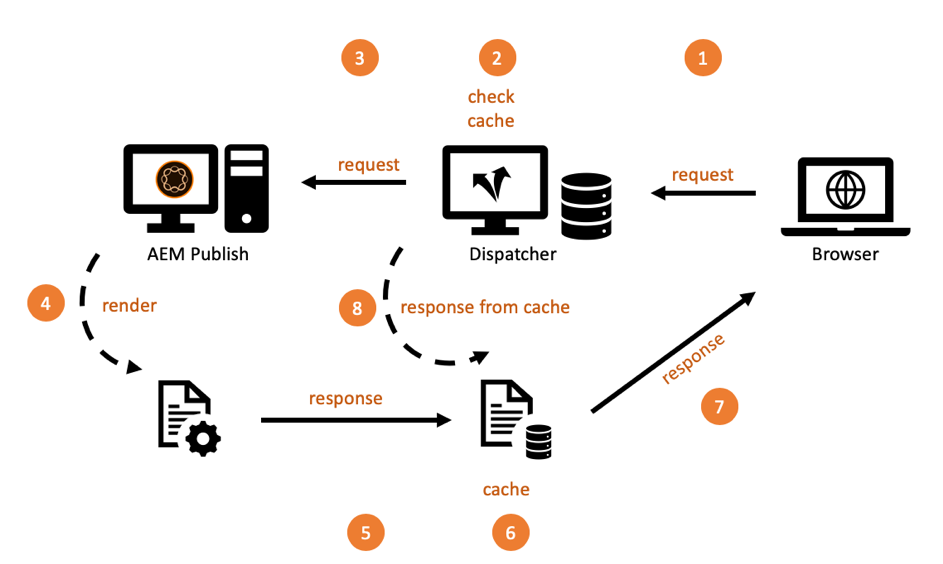 3
2
1
check
cache
request
request
AEM Publish
Dispatcher
Browser
4
render
8
response from cache
response
7
response
cache
5
6